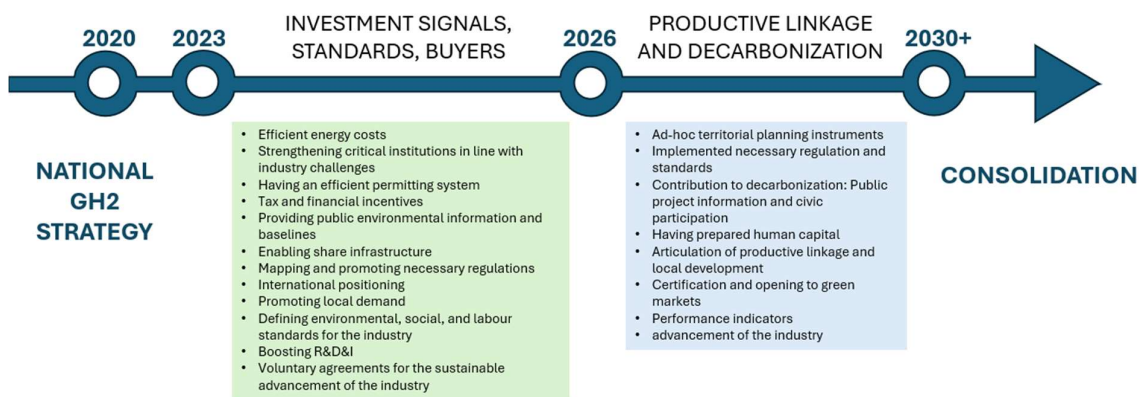 INVESTMENT SIGNALS,
STANDARDS, BUYERS
PRODUCTIVE LINKAGE
AND DECARBONIZATION
2020
2023
2026
2030+
NATIONAL
GH2
STRATEGY
• Efficient energy costs
• Strengthening critical institutions in line with
industry challenges
• Having an efficient permitting system
• Tax and financial incentives
• Providing public environmental information and
baselines
• Enabling share infrastructure
• Mapping and promoting necessary regulations
• International positioning
• Promoting local demand
• Defining environmental, social, and labour
standards for the industry
• Boosting R&D&I
• Voluntary agreements for the sustainable
advancement of the industry
• Ad-hoc territorial planning instruments
• Implemented necessary regulation and
standards
• Contribution to decarbonization: Public
project information and civic
participation
• Having prepared human capital
• Articulation of productive linkage and
local development
• Certification and opening to green
markets
• Performance indicators
• advancement of the industry
CONSOLIDATION